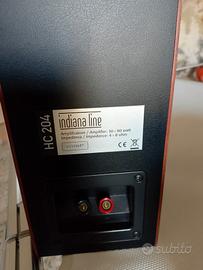 HC 204
indiana line
Amplificatore / Amplifier: 30 ÷ 90 watt
Impedenza / Impedance: 4 ÷ 8 ohm
CE
subito